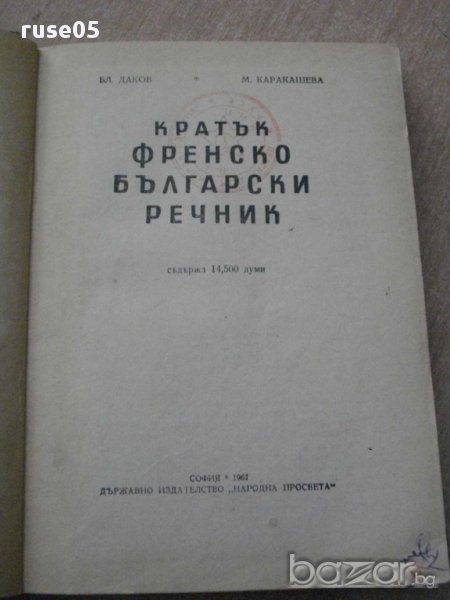 ruse05
БЛ. ДАКОВ * М. КАРАКАШЕВА
КРАТЪК
ФРЕНСКО
БЪЛГАРСКИ
РЕЧНИК
съдържа 14,500 думи
СОФИЯ * 1967
ДЪРЖАВНО ИЗДАТЕЛСТВО „НАРОДНА ПРОСВЕТА"
bazar.bg